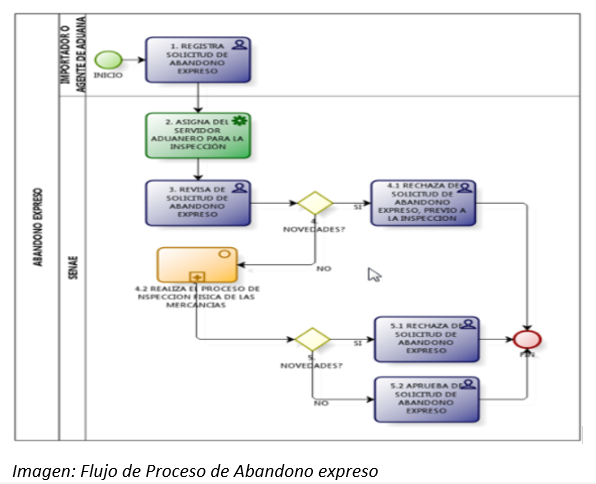 ABANDONO EXPRESO
IMPORTADOR O
AGENTE DE ADUANA
SENAE
INICIO
1. REGISTRA
SOLICITUD DE
ABANDONO
EXPRESO
2. ASIGNA DEL
SERVIDOR
ADUANERO PARA LA
INSPECCIÓN
3. REVISA DE
SOLICITUD DE
ABANDONO
EXPRESO
4.
NOVEDADES?
SI
NO
4.1 RECHAZA DE
SOLICITUD DE
ABANDONO
EXPRESO, PREVIO A
LA INSPECCION
4.2 REALIZA EL PROCESO DE
NSPECCION FISICA DE LAS
MERCANCIAS
5.
NOVEDADES?
SI
NO
5.1 RECHAZA DE
SOLICITUD DE
ABANDONO
EXPRESO
5.2 APRUEBA DE
SOLICITUD DE
ABANDONO
EXPRESO
FIN
Imagen: Flujo de Proceso de Abandono expreso